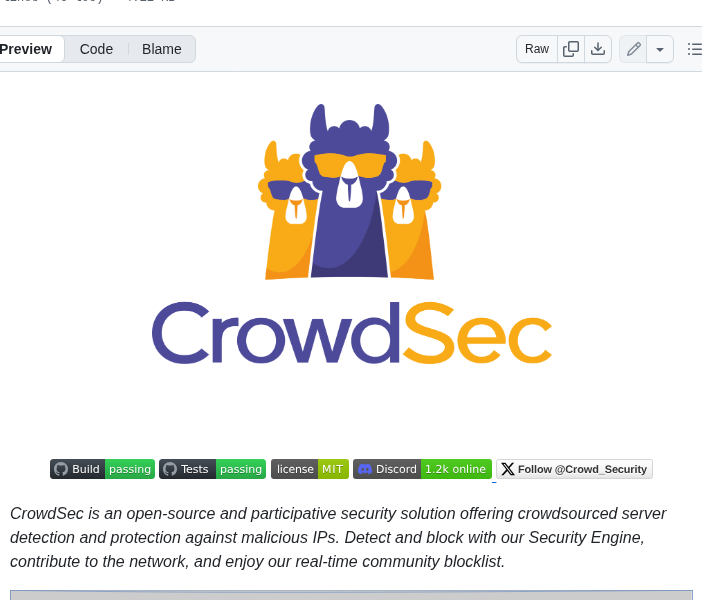 Preview Code Blame Raw
CrowdSec
Build passing Tests passing license MIT Discord 1.2k online Follow @Crowd_Security
CrowdSec is an open-source and participative security solution offering crowdsourced server
detection and protection against malicious IPs. Detect and block with our Security Engine,
contribute to the network, and enjoy our real-time community blocklist.